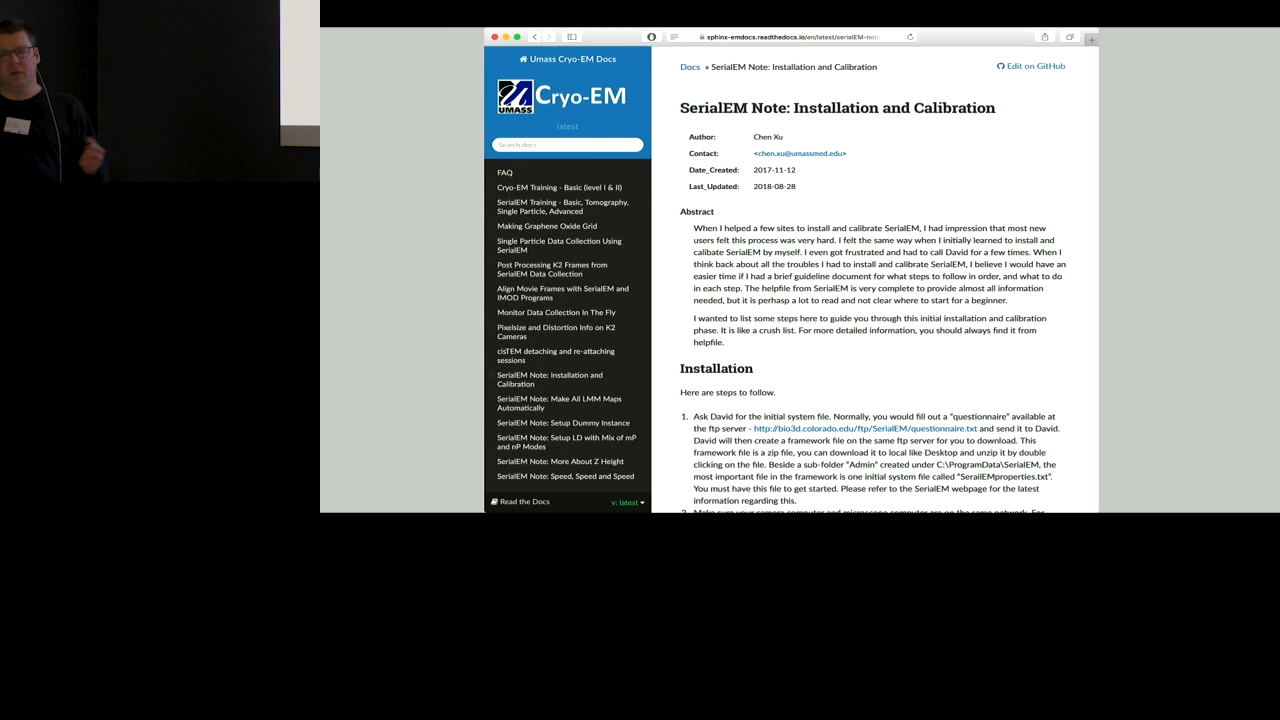 sphinx-emdocs.readthedocs.io/en/latest/serialEM-note
Umass Cryo-EM Docs
UMASS
Cryo-EM
latest
Search docs
FAQ
Cryo-EM Training - Basic (level I & II)
SerialEM Training - Basic, Tomography,
Single Particle, Advanced
Making Graphene Oxide Grid
Single Particle Data Collection Using
SerialEM
Post Processing K2 Frames from
SerialEM Data Collection
Align Movie Frames with SerialEM and
IMOD Programs
Monitor Data Collection In The Fly
Pixelsize and Distortion Info on K2
Cameras
cisTEM detaching and re-attaching
sessions
SerialEM Note: Installation and
Calibration
SerialEM Note: Make All LMM Maps
Automatically
SerialEM Note: Setup Dummy Instance
SerialEM Note: Setup LD with Mix of mP
and nP Modes
SerialEM Note: More About Z Height
SerialEM Note: Speed, Speed and Speed
Read the Docs
v: latest
Docs » SerialEM Note: Installation and Calibration
Edit on GitHub
SerialEM Note: Installation and Calibration
Author: Chen Xu
Contact: <chen.xu@umassmed.edu>
Date_Created: 2017-11-12
Last_Updated: 2018-08-28
Abstract
When I helped a few sites to install and calibrate SerialEM, I had impression that most new
users felt this process was very hard. I felt the same way when I initially learned to install and
calibate SerialEM by myself. I even got frustrated and had to call David for a few times. When I
think back about all the troubles I had to install and calibrate SerialEM, I believe I would have an
easier time if I had a brief guideline document for what steps to follow in order, and what to do
in each step. The helpfile from SerialEM is very complete to provide almost all information
needed, but it is perhasp a lot to read and not clear where to start for a beginner.
I wanted to list some steps here to guide you through this initial installation and calibration
phase. It is like a crush list. For more detailed information, you should always find it from
helpfile.
Installation
Here are steps to follow.
1. Ask David for the initial system file. Normally, you would fill out a "questionnaire" available at
the ftp server - http://bio3d.colorado.edu/ftp/SerialEM/questionnaire.txt and send it to David.
David will then create a framework file on the same ftp server for you to download. This
framework file is a zip file, you can download it to local like Desktop and unzip it by double
clicking on the file. Beside a sub-folder "Admin" created under C:\ProgramData\SerialEM, the
most important file in the framework is one initial system file called "SerailEMproperties.txt".
You must have this file to get started. Please refer to the SerialEM webpage for the latest
information regarding this.
2. Make sure your camera computer and microscope computer are on the same network. For